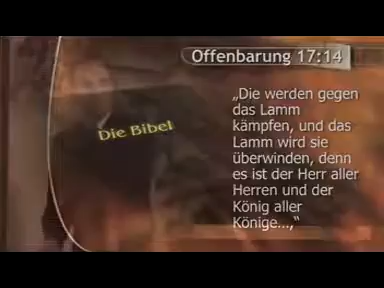 Offenbarung 17:14
Die Bibel
„Die werden gegen
das Lamm
kämpfen, und das
Lamm wird sie
überwinden, denn
es ist der Herr aller
Herren und der
König aller
Könige...,“